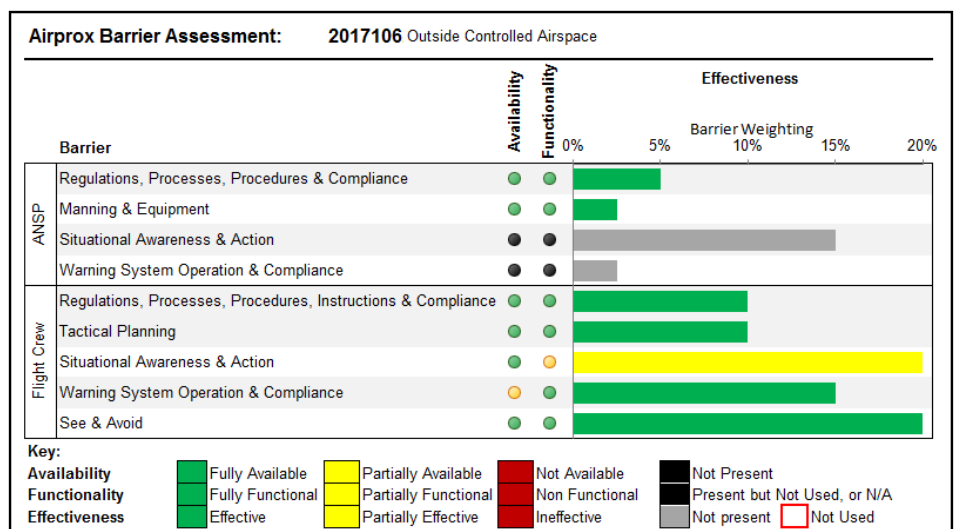 Airprox Barrier Assessment: 2017106 Outside Controlled Airspace
Availability
Functionality
Effectiveness
Barrier Weighting
Barrier
0% 5% 10% 15% 20%
ANSP
Regulations, Processes, Procedures & Compliance
Manning & Equipment
Situational Awareness & Action
Warning System Operation & Compliance
Flight Crew
Regulations, Processes, Procedures, Instructions & Compliance
Tactical Planning
Situational Awareness & Action
Warning System Operation & Compliance
See & Avoid
Key:
Availability Fully Available Partially Available Not Available Not Present
Functionality Fully Functional Partially Functional Non Functional Present but Not Used, or N/A
Effectiveness Effective Partially Effective Ineffective Not present Not Used